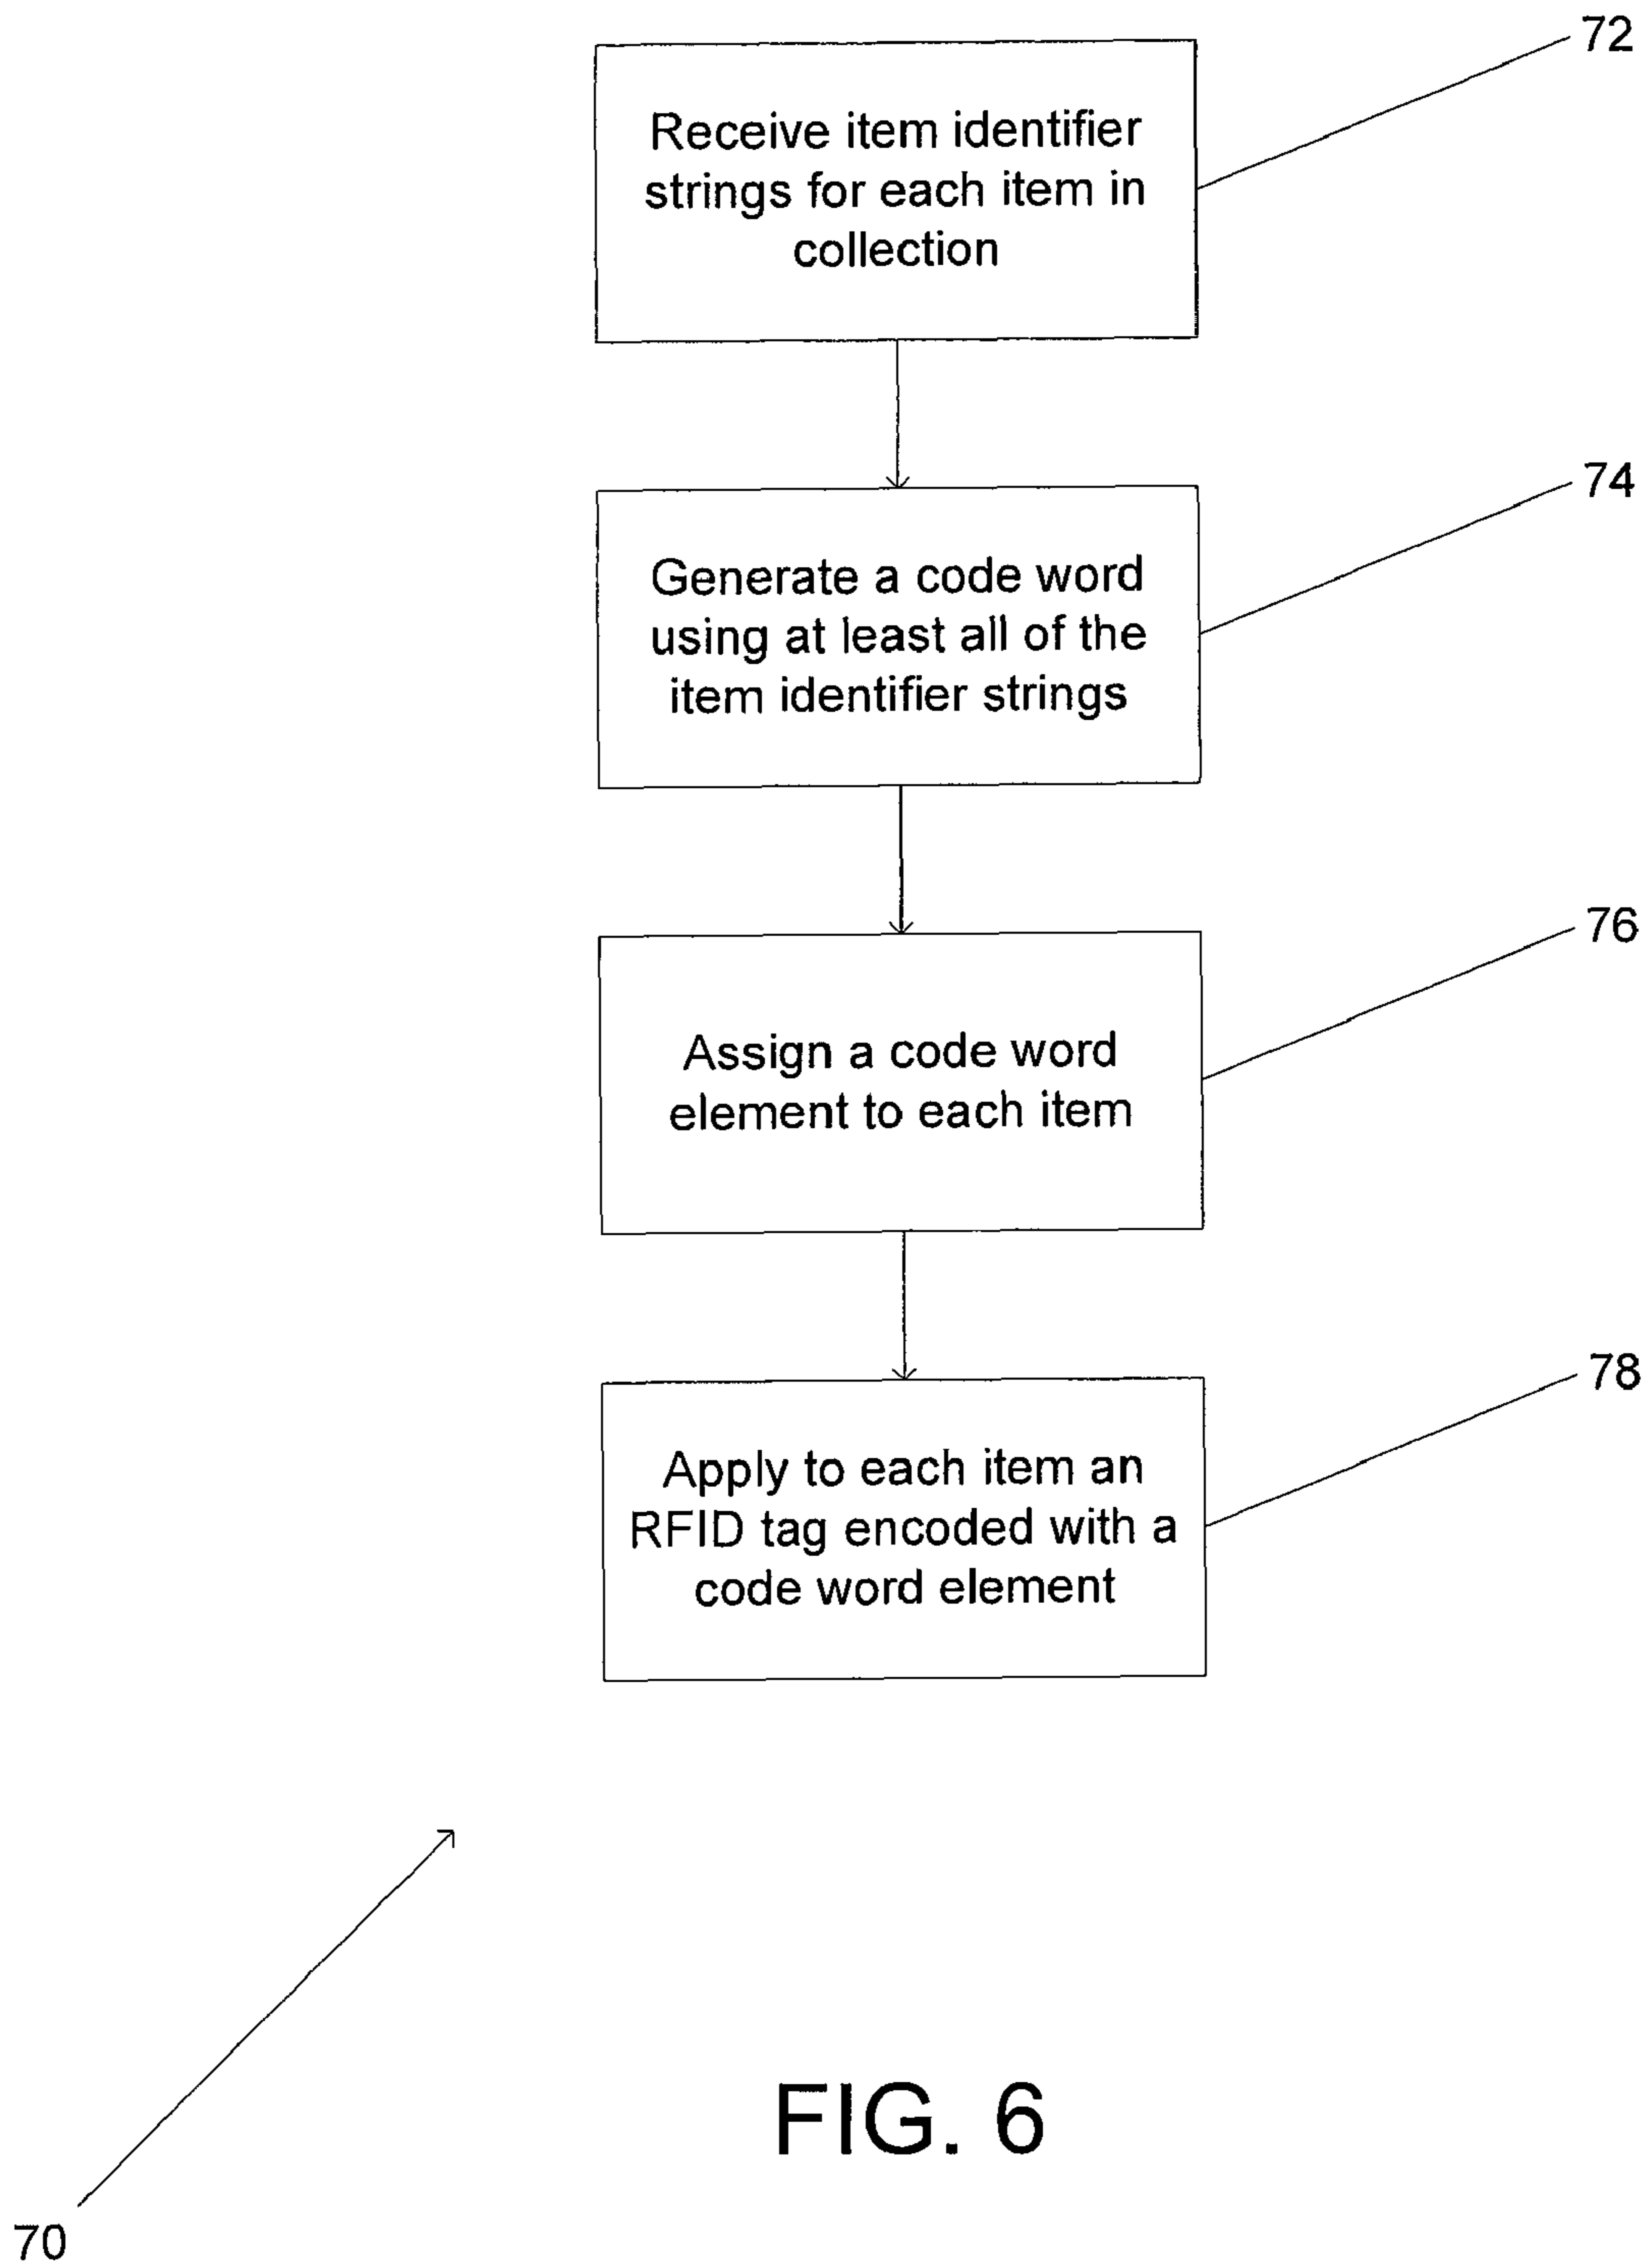 72
Receive item identifier
strings for each item in
collection
74
Generate a code word
using at least all of the
item identifier strings
76
Assign a code word
element to each item
78
Apply to each item an
RFID tag encoded with a
code word element
FIG. 6
70